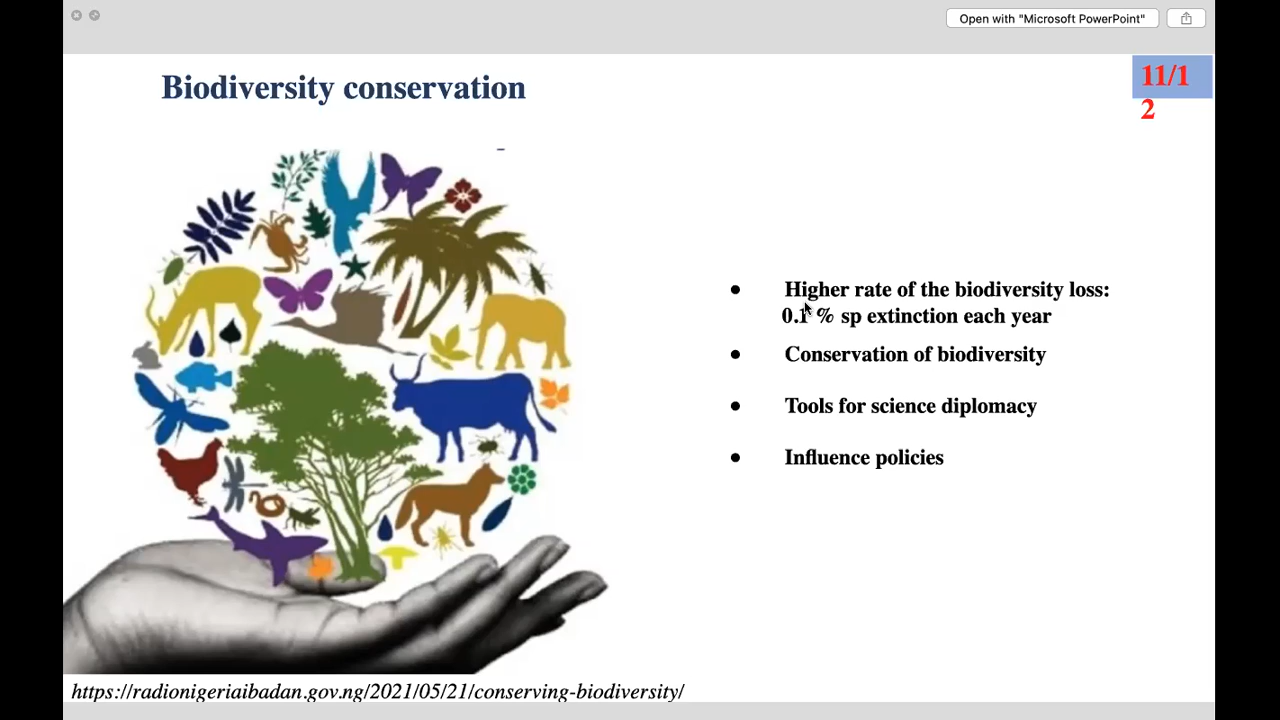 Open with "Microsoft PowerPoint"
Biodiversity conservation
11/1
2
• Higher rate of the biodiversity loss:
0.1 % sp extinction each year
• Conservation of biodiversity
• Tools for science diplomacy
• Influence policies
https://radionigeriaibadan.gov.ng/2021/05/21/conserving-biodiversity/